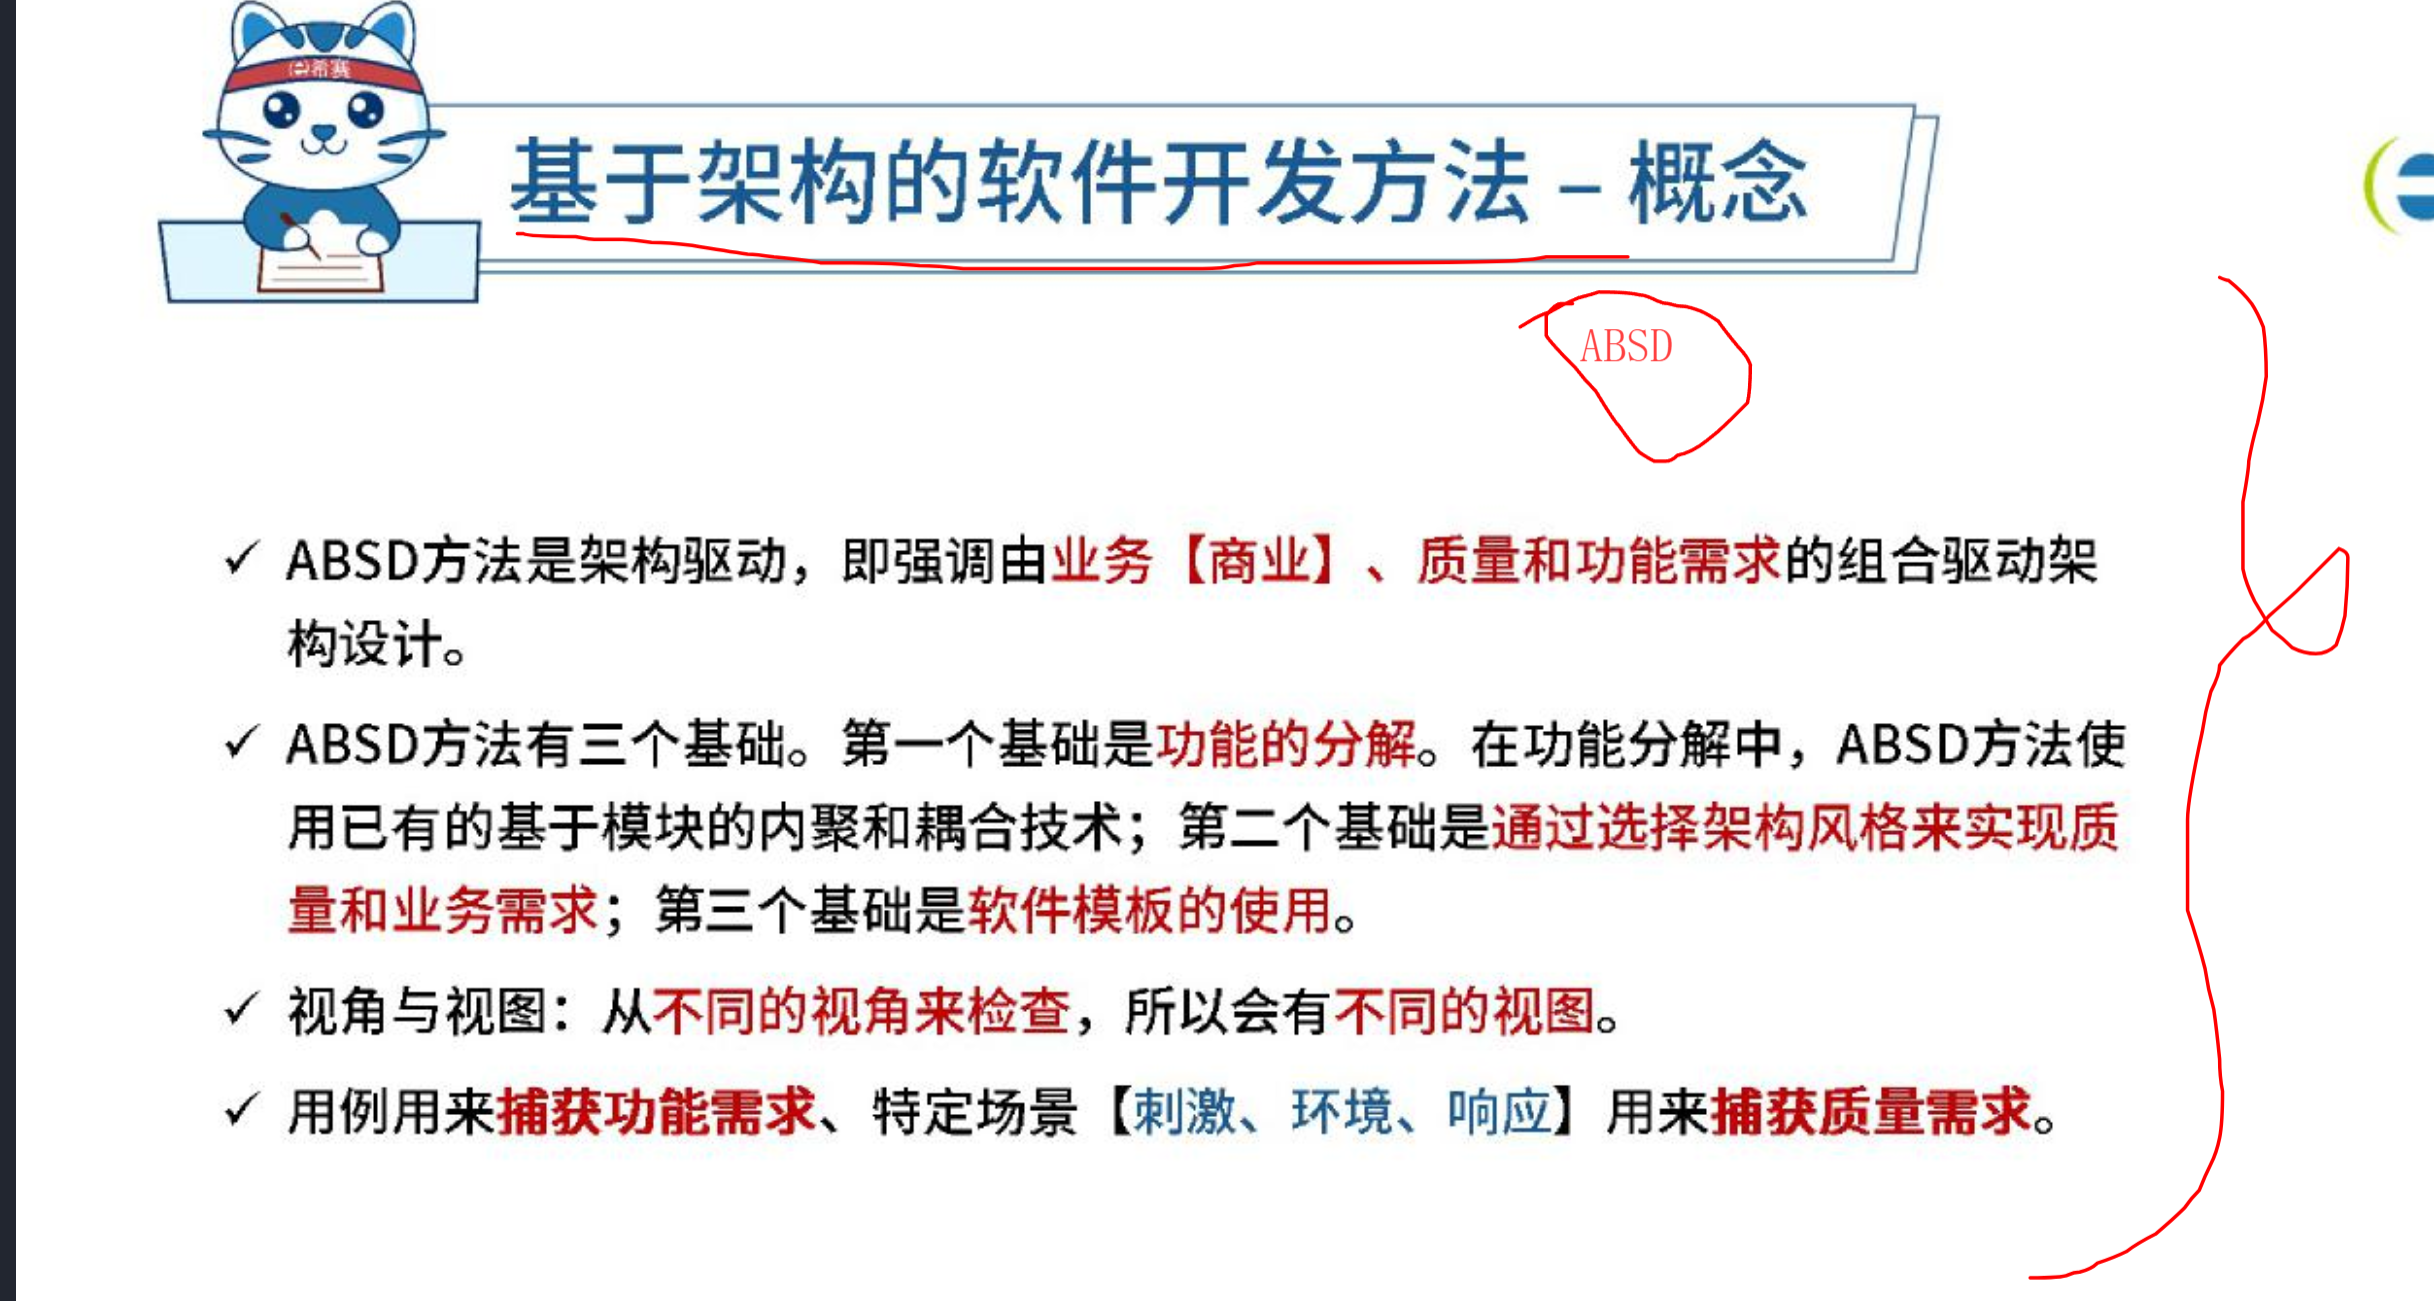 希赛
基于架构的软件开发方法 – 概念
ABSD
✓ ABSD方法是架构驱动，即强调由业务【商业】、质量和功能需求的组合驱动架
构设计。
✓ ABSD方法有三个基础。第一个基础是功能的分解。在功能分解中，ABSD方法使
用已有的基于模块的内聚和耦合技术；第二个基础是通过选择架构风格来实现质
量和业务需求；第三个基础是软件模板的使用。
✓ 视角与视图：从不同的视角来检查，所以会有不同的视图。
✓ 用例用来捕获功能需求、特定场景【刺激、环境、响应】用来捕获质量需求。